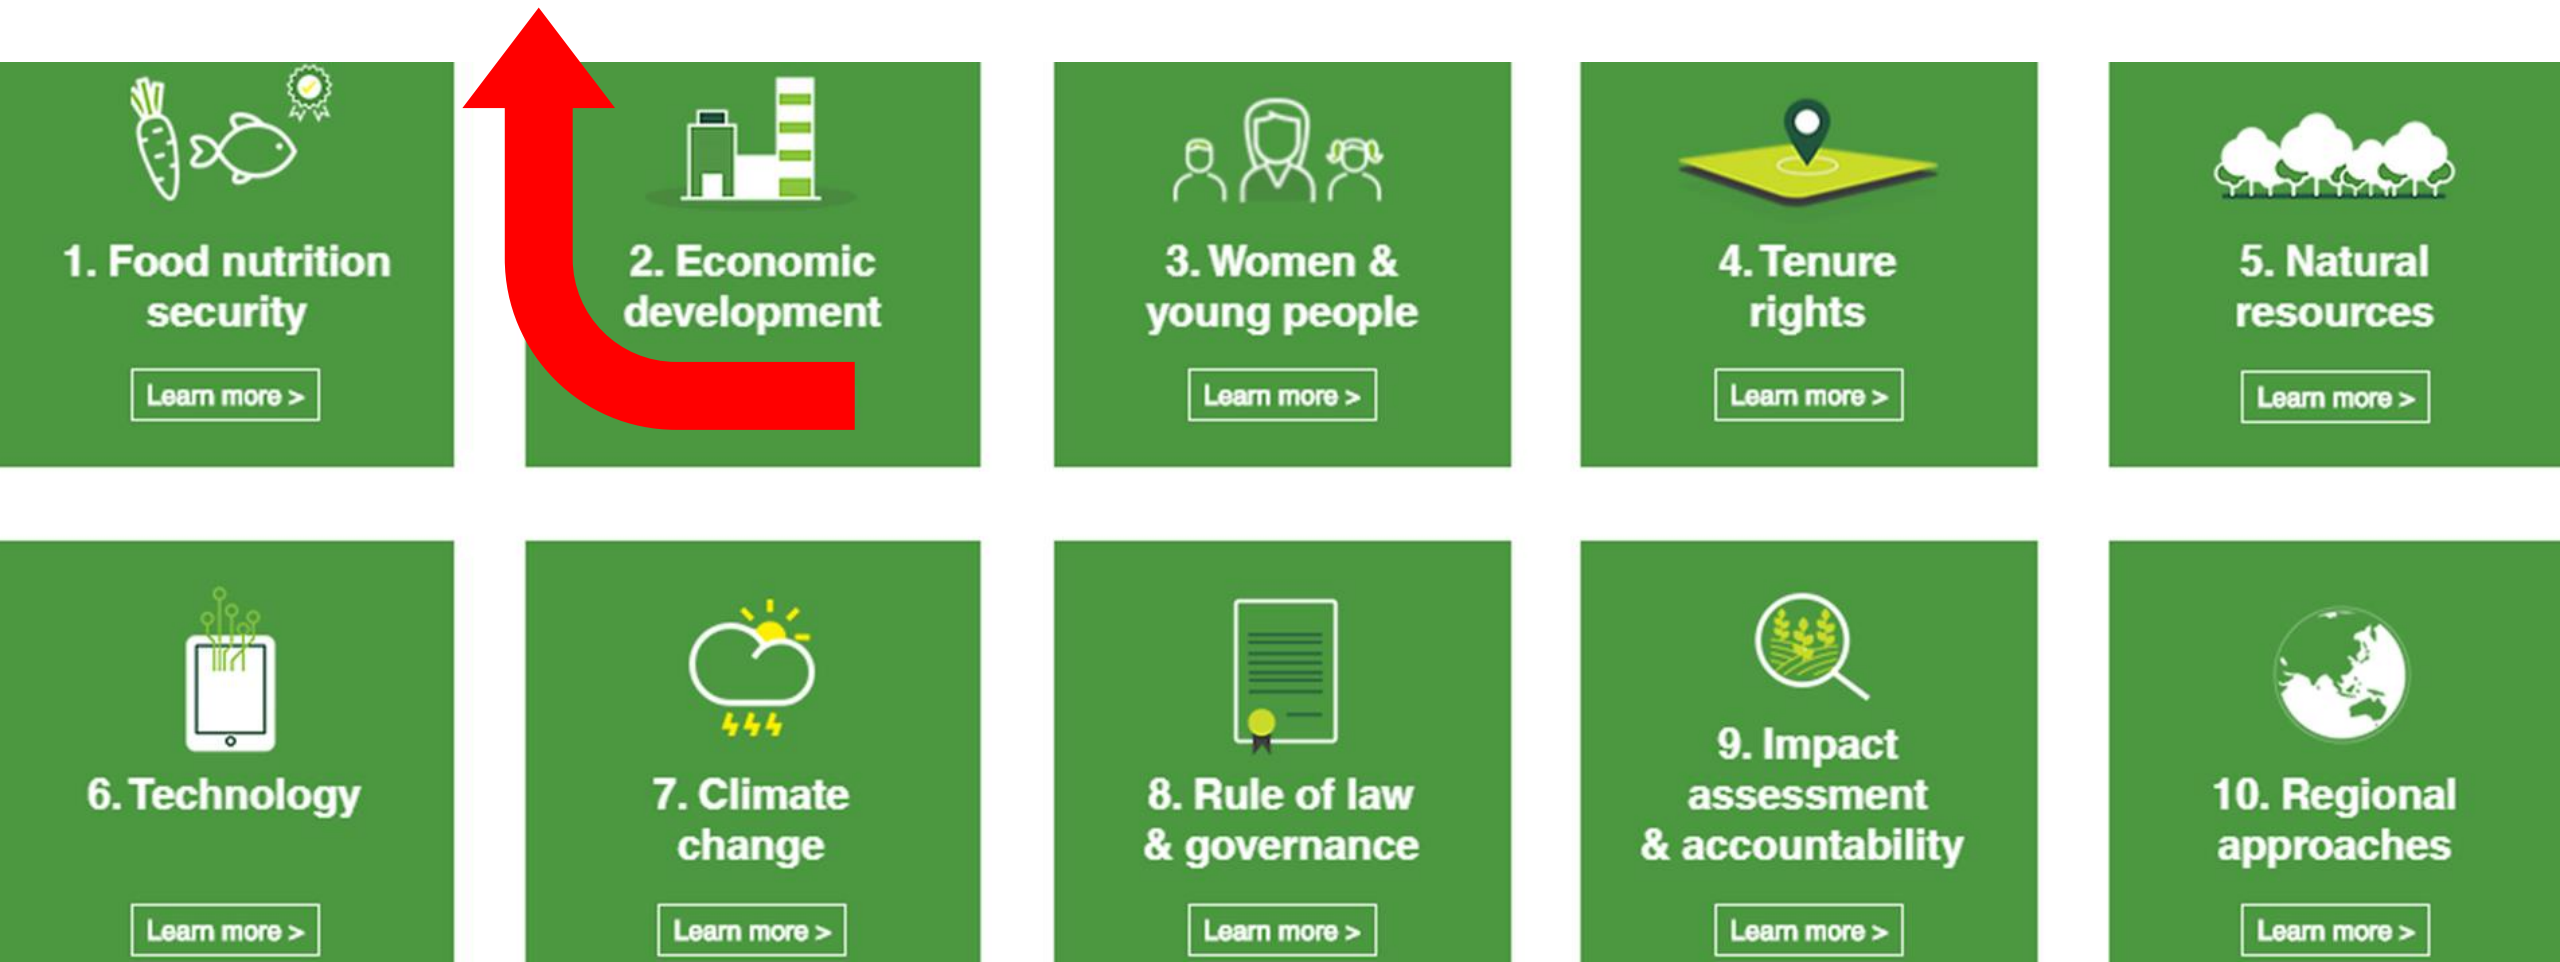 1. Food nutrition
security
Learn more >
2. Economic
development
3. Women &
young people
Learn more >
4. Tenure
rights
Learn more >
5. Natural
resources
Learn more >
6. Technology
Learn more >
7. Climate
change
Learn more >
8. Rule of law
& governance
Learn more >
9. Impact
assessment
& accountability
Learn more >
10. Regional
approaches
Learn more >